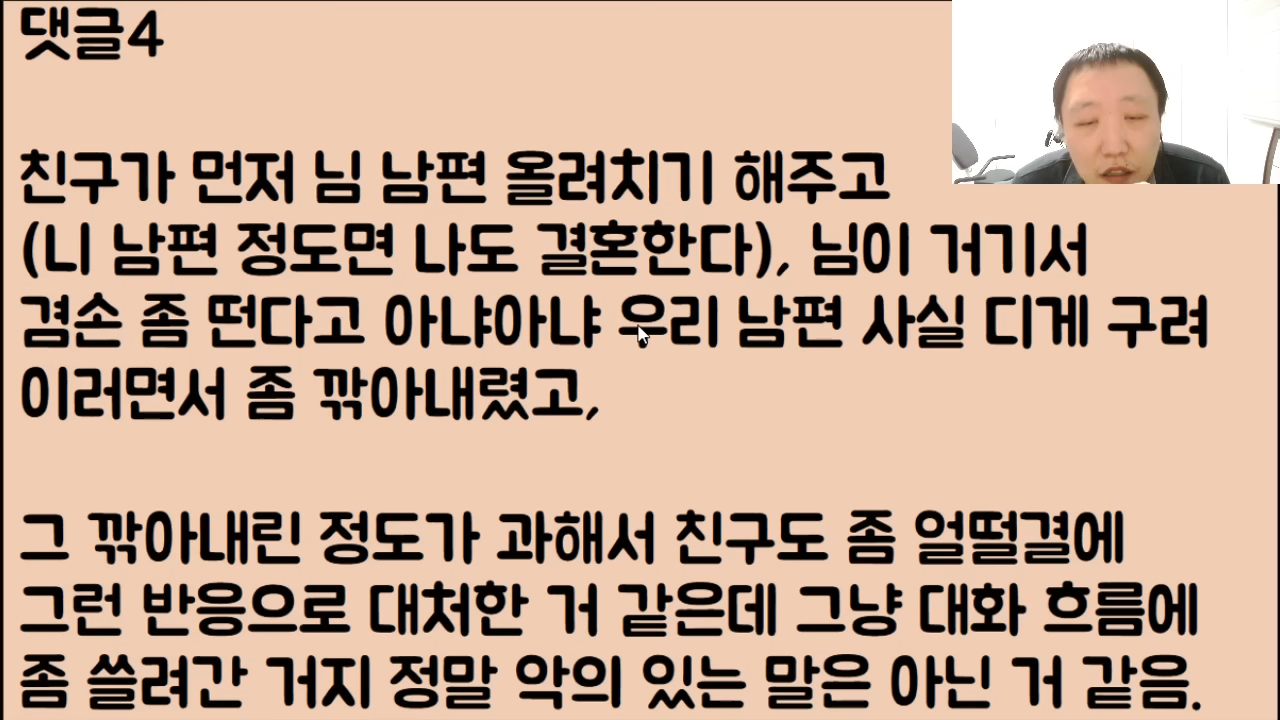 댓글4
친구가 먼저 님 남편 올려치기 해주고
(니 남편 정도면 나도 결혼한다), 님이 거기서
겸손 좀 떤다고 아냐아냐 우리 남편 사실 디게 구려
이러면서 좀 깎아내렸고,
그 깎아내린 정도가 과해서 친구도 좀 얼떨결에
그런 반응으로 대처한 거 같은데 그냥 대화 흐름에
좀 쓸려간 거지 정말 악의 있는 말은 아닌 거 같음.